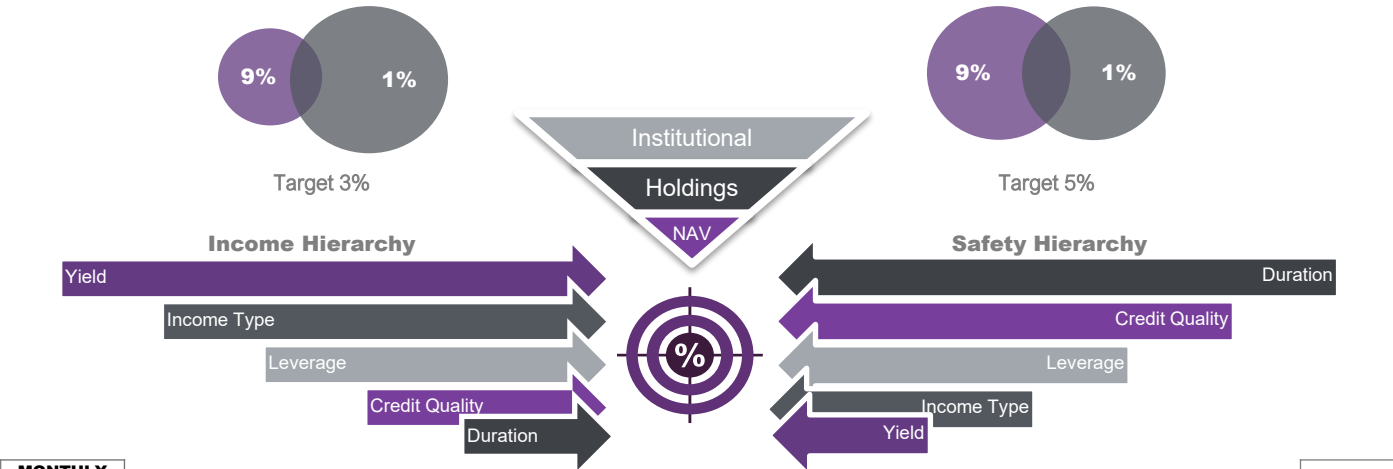 9%
1%
9%
1%
Institutional
Holdings
NAV
Target 3%
Target 5%
Income Hierarchy
Yield
Income Type
Leverage
Credit Quality
Duration
%
Safety Hierarchy
Duration
Credit Quality
Leverage
Income Type
Yield
MONTHLY